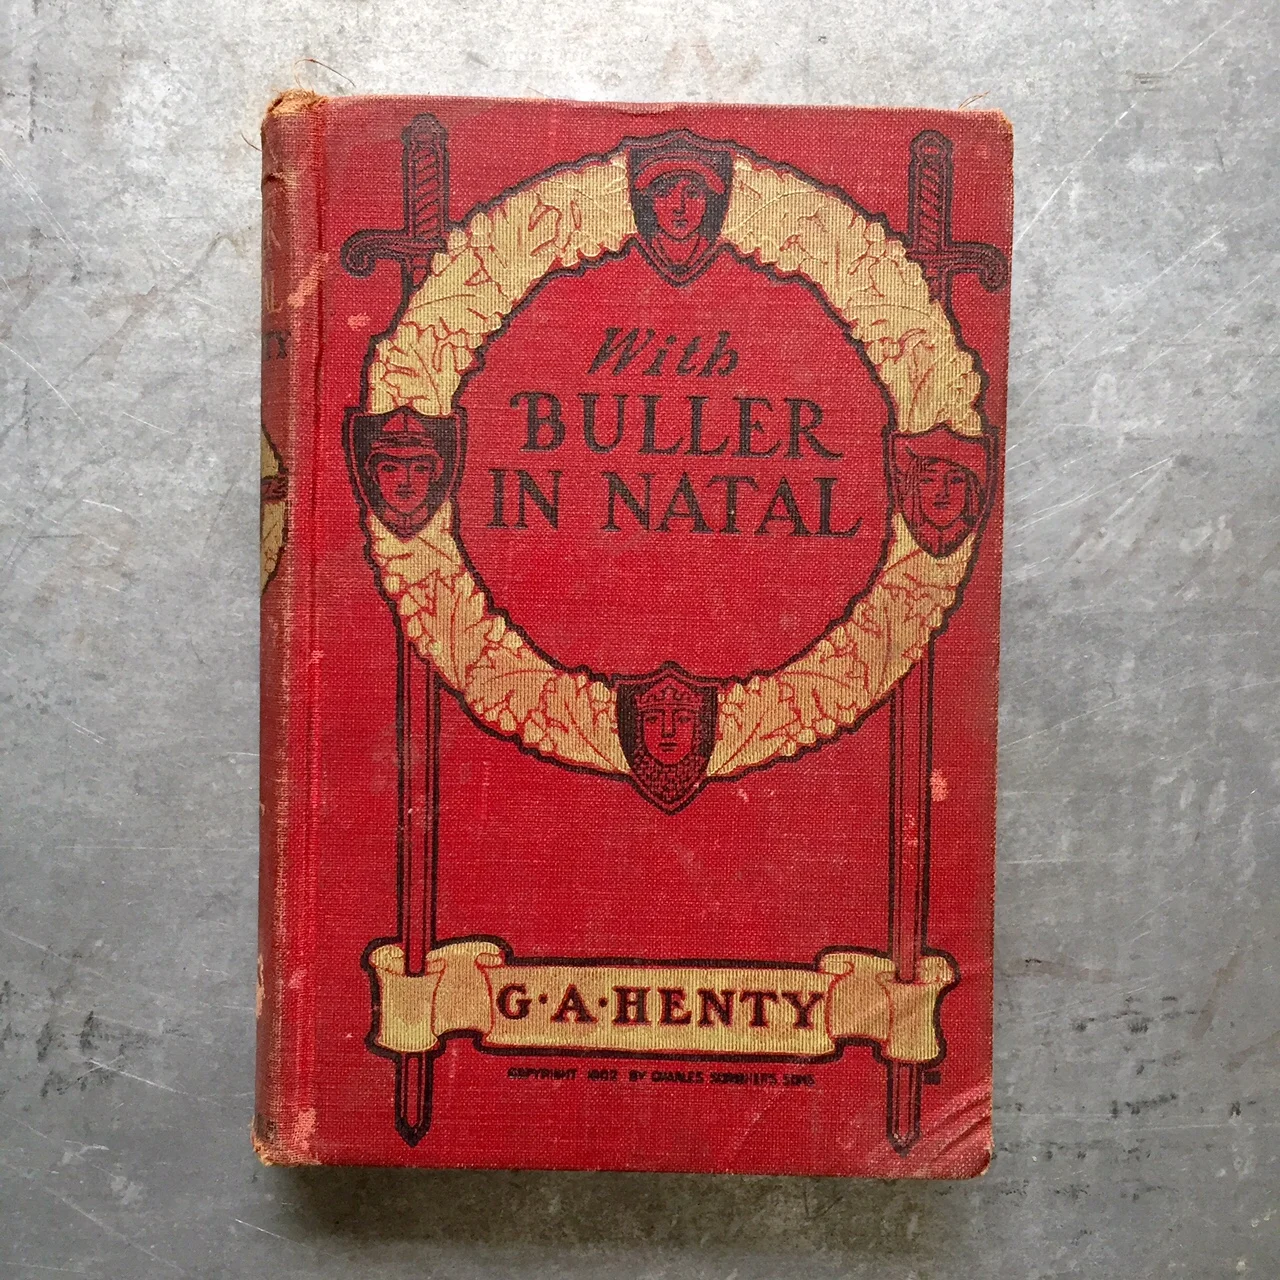 With
BULLER
IN NATAL
G·A·HENTY
COPYRIGHT 1902 BY CHARLES SCRIBNER'S SONS